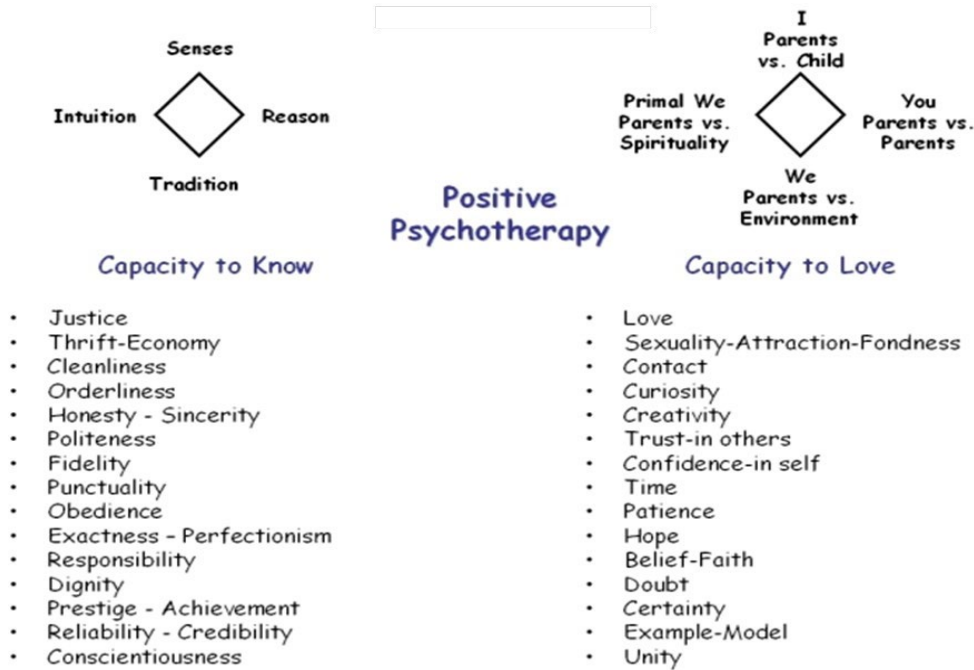 Senses
Intuition
Reason
Tradition
I
Parents
vs. Child
Primal We
Parents vs.
Spirituality
You
Parents vs.
Parents
We
Parents vs.
Environment
Positive
Psychotherapy
Capacity to Know
• Justice
• Thrift-Economy
• Cleanliness
• Orderliness
• Honesty - Sincerity
• Politeness
• Fidelity
• Punctuality
• Obedience
• Exactness – Perfectionism
• Responsibility
• Dignity
• Prestige - Achievement
• Reliability - Credibility
• Conscientiousness
Capacity to Love
• Love
• Sexuality-Attraction-Fondness
• Contact
• Curiosity
• Creativity
• Trust-in others
• Confidence-in self
• Time
• Patience
• Hope
• Belief-Faith
• Doubt
• Certainty
• Example-Model
• Unity